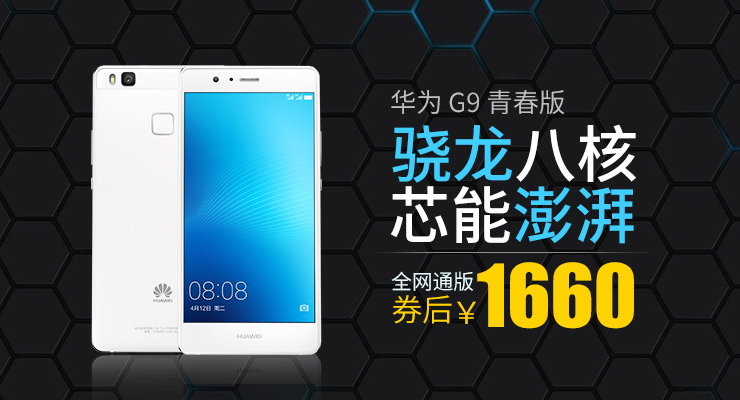 华为 G9 青春版
骁龙八核
芯能澎湃
全网通版
券后￥1660
08:08
4月12日 周二
HUAWEI
HUAWEI